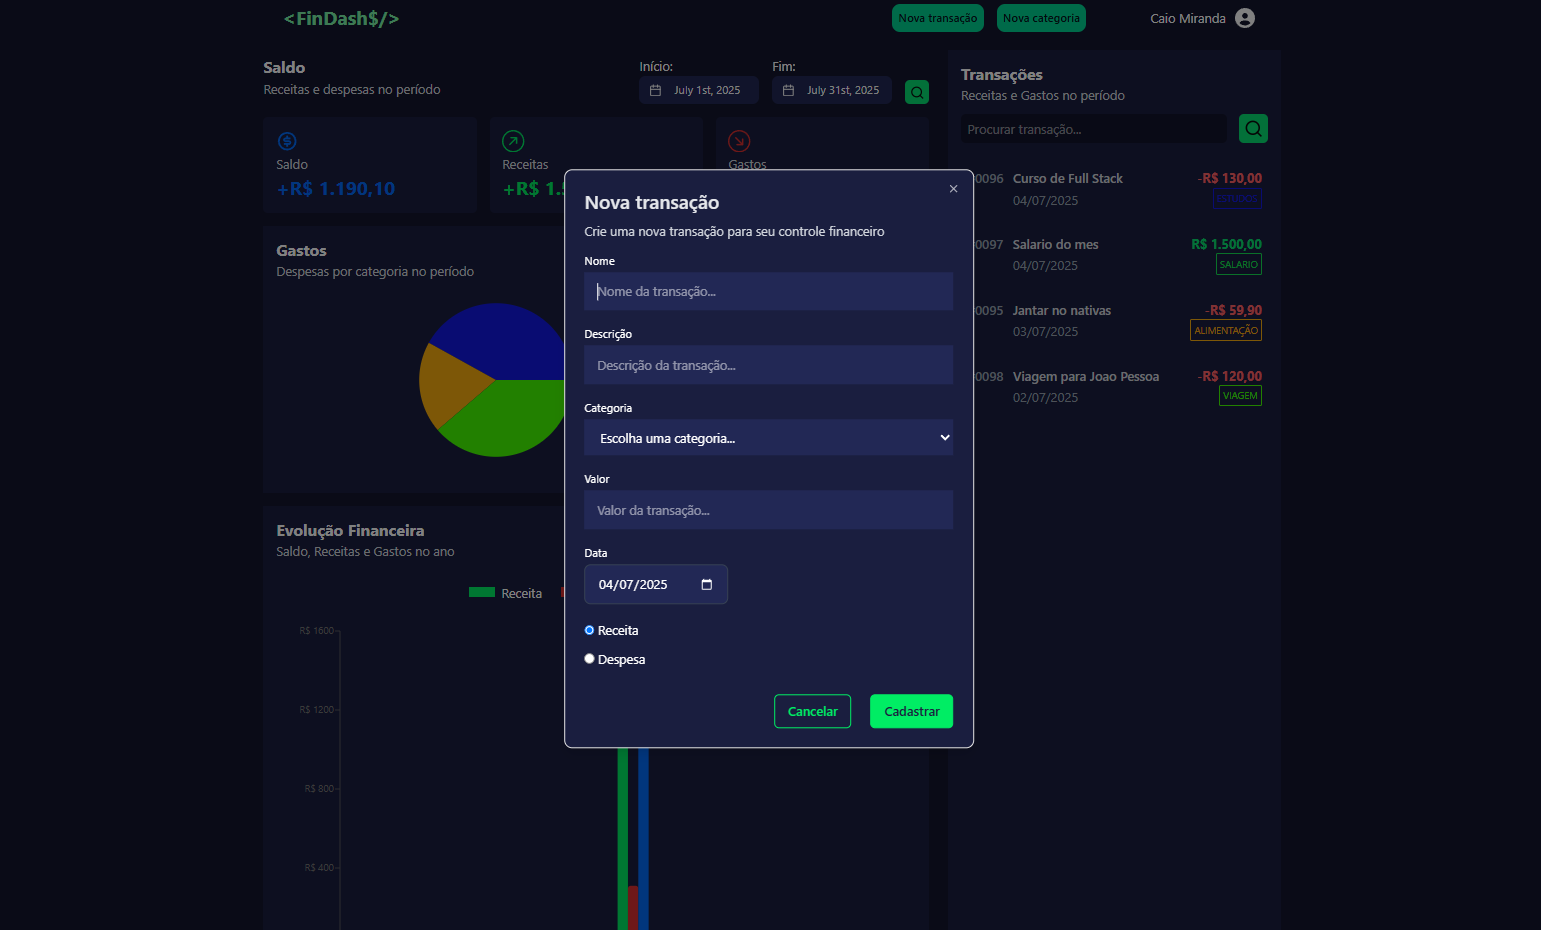 <FinDash$/>
Nova transação
Nova categoria
Caio Miranda
Saldo
Receitas e despesas no período
Início:
July 1st, 2025
Fim:
July 31st, 2025
Saldo
+R$ 1.190,10
Receitas
+R$ 1.5
Gastos
Gastos
Despesas por categoria no período
Evolução Financeira
Saldo, Receitas e Gastos no ano
Receita
R$ 1600
R$ 1200
R$ 800
R$ 400
Nova transação
Crie uma nova transação para seu controle financeiro
Nome
Nome da transação...
Descrição
Descrição da transação...
Categoria
Escolha uma categoria...
Valor
Valor da transação...
Data
04/07/2025
Receita
Despesa
Cancelar
Cadastrar
Transações
Receitas e Gastos no período
Procurar transação...
0096 Curso de Full Stack -R$ 130,00
04/07/2025 ESTUDOS
0097 Salario do mes R$ 1.500,00
04/07/2025 SALARIO
0095 Jantar no nativas -R$ 59,90
03/07/2025 ALIMENTAÇÃO
0098 Viagem para Joao Pessoa -R$ 120,00
02/07/2025 VIAGEM